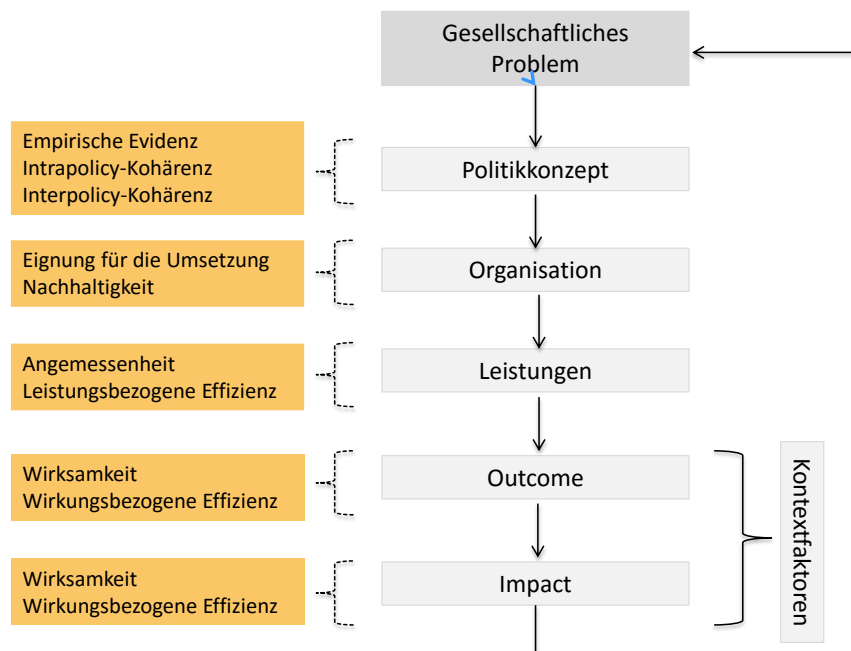 Gesellschaftliches
Problem
Empirische Evidenz
Intrapolicy-Kohärenz
Interpolicy-Kohärenz
Politikkonzept
Eignung für die Umsetzung
Nachhaltigkeit
Organisation
Angemessenheit
Leistungsbezogene Effizienz
Leistungen
Wirksamkeit
Wirkungsbezogene Effizienz
Outcome
Kontextfaktoren
Wirksamkeit
Wirkungsbezogene Effizienz
Impact